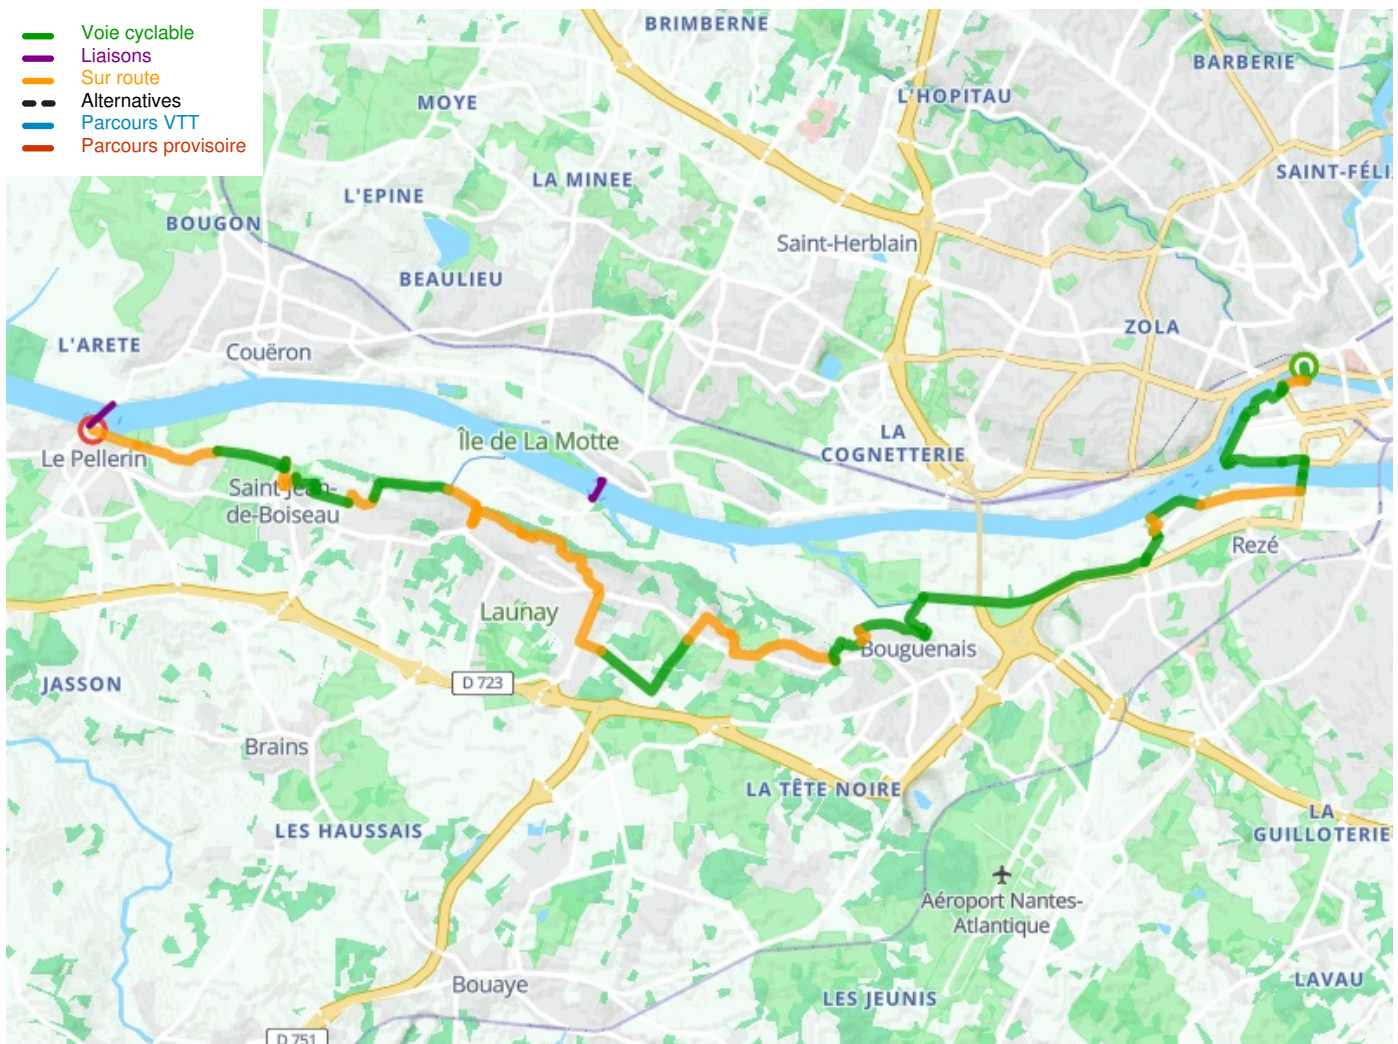 Voie cyclable
Liaisons
Sur route
Alternatives
Parcours VTT
Parcours provisoire
BRIMBERNE
BARBERIE
L'HOPITAU
MOYE
SAINT-FÉLI
LA MINEE
L'EPINE
BOUGON
Saint-Herblain
BEAULIEU
ZOLA
L'ARETE
Couëron
LA
COGNETTERIE
Île de La Motte
Le Pellerin
Saint-Jean-
de-Boiseau
Rezé
Launay
Bouguenais
JASSON
D 723
Brains
LA TÊTE NOIRE
LES HAUSSAIS
LA
GUILLOTERIE
Aéroport Nantes-
Atlantique
Bouaye
LAVAU
LES JEUNIS
D 751